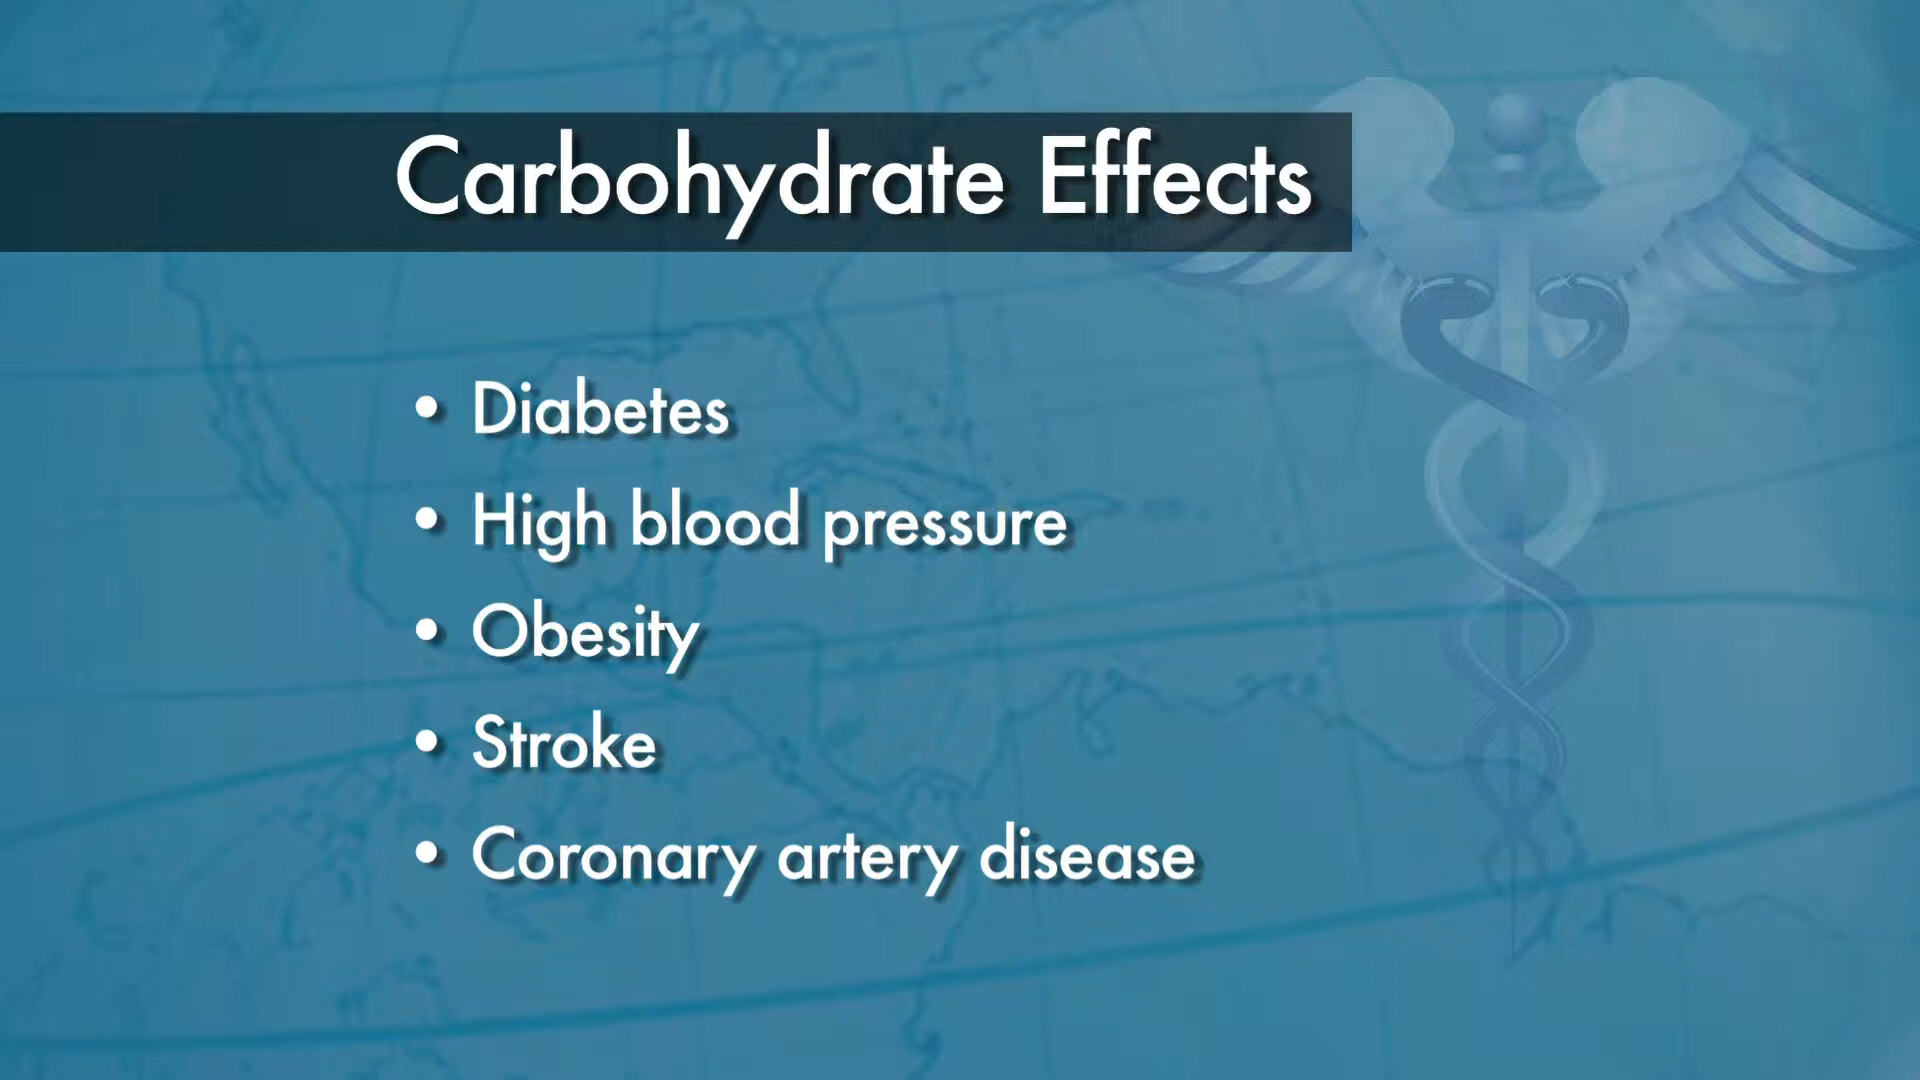 Carbohydrate Effects
• Diabetes
• High blood pressure
• Obesity
• Stroke
• Coronary artery disease